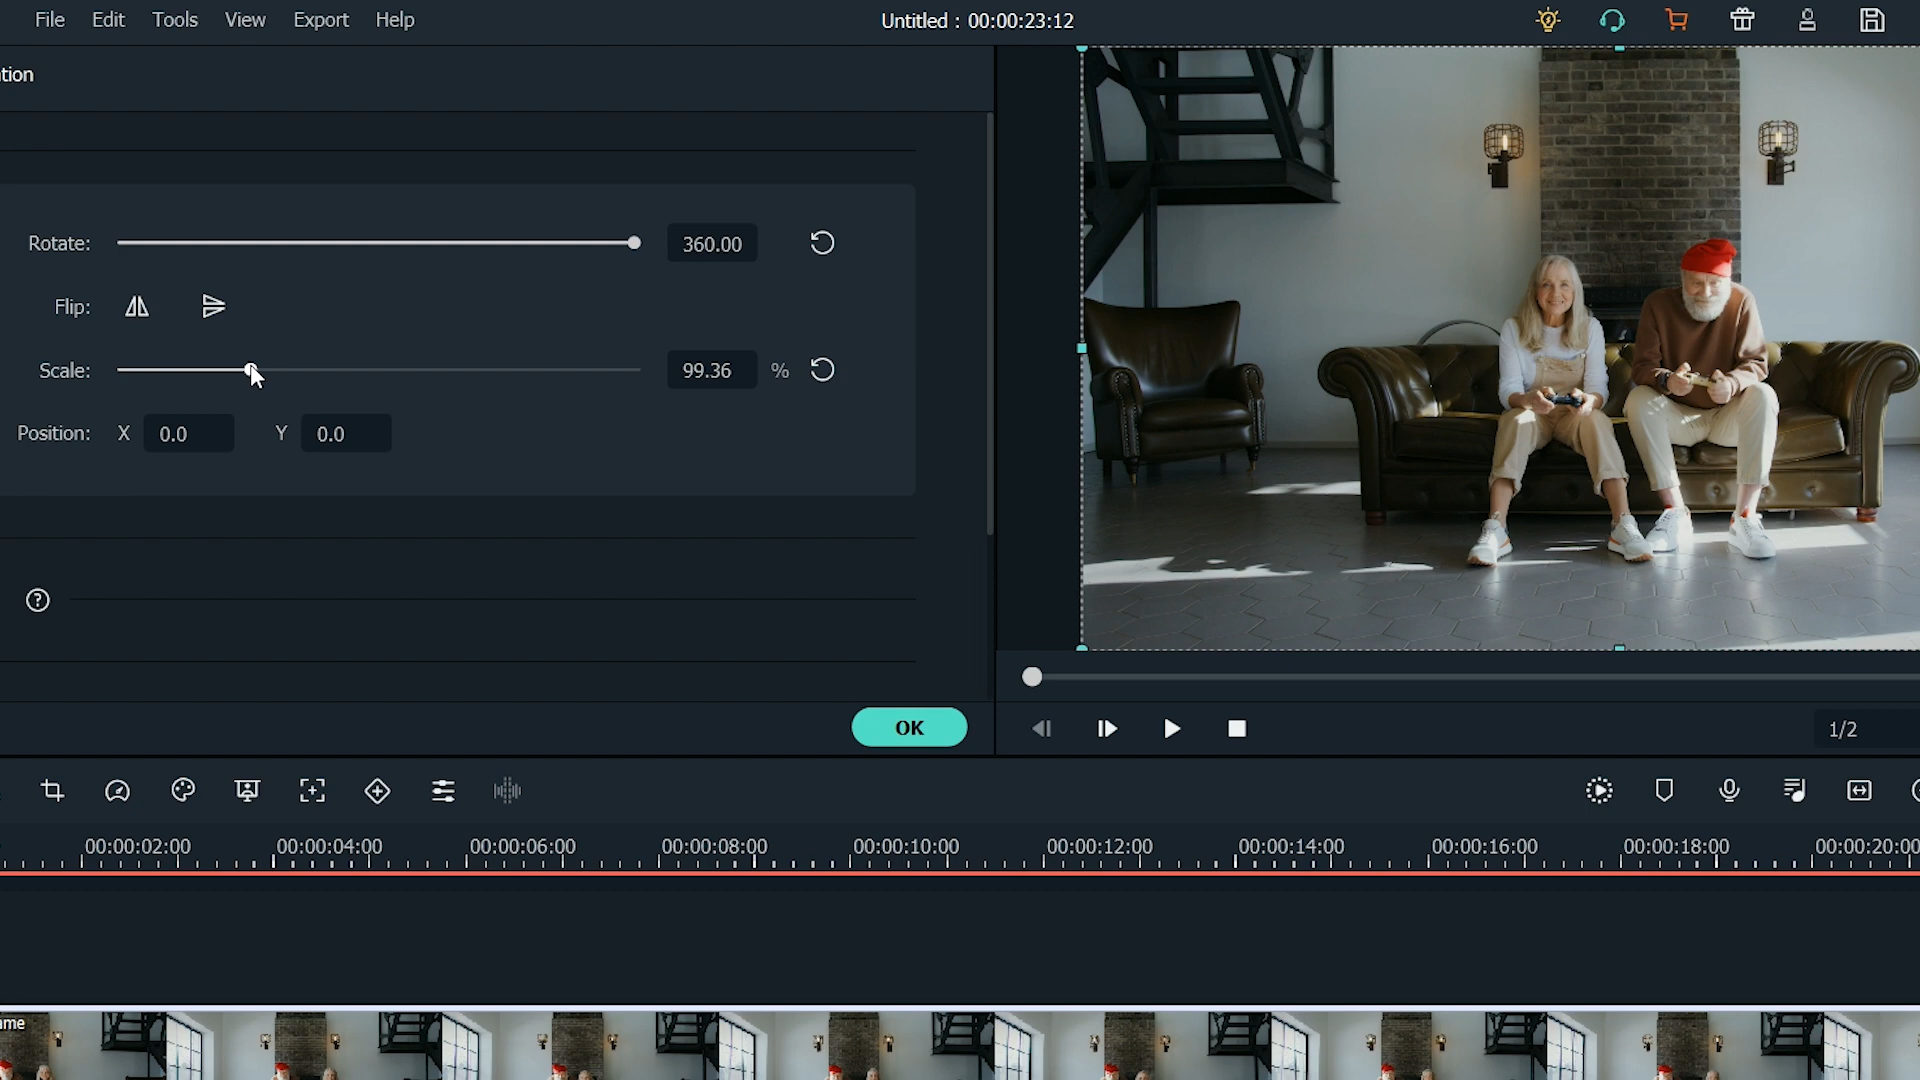 File Edit Tools View Export Help Untitled : 00:00:23:12
tion
Rotate: 360.00
Flip:
Scale: 99.36 %
Position: X 0.0 Y 0.0
OK
1/2
00:00:02:00 00:00:04:00 00:00:06:00 00:00:08:00 00:00:10:00 00:00:12:00 00:00:14:00 00:00:16:00 00:00:18:00 00:00:20:00
ame